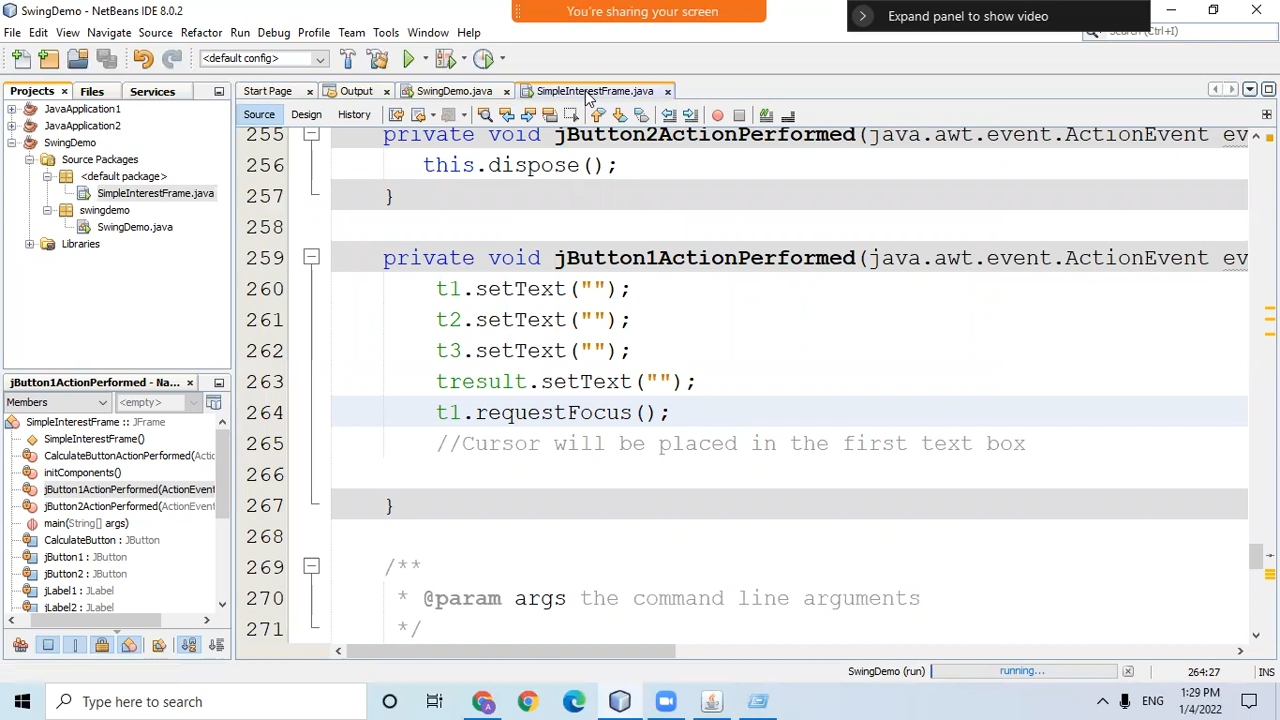 SwingDemo - NetBeans IDE 8.0.2
You're sharing your screen
Expand panel to show video
File Edit View Navigate Source Refactor Run Debug Profile Team Tools Window Help
Search (Ctrl+I)
<default config>
Projects Files Services
Start Page Output SwingDemo.java SimpleInterestFrame.java
Source Design History
JavaApplication1
JavaApplication2
SwingDemo
Source Packages
<default package>
SimpleInterestFrame.java
swingdemo
SwingDemo.java
Libraries
255 private void jButton2ActionPerformed(java.awt.event.ActionEvent ev
256 this.dispose();
257 }
258
259 private void jButton1ActionPerformed(java.awt.event.ActionEvent ev
260 t1.setText("");
261 t2.setText("");
262 t3.setText("");
263 tresult.setText("");
264 t1.requestFocus();
265 //Cursor will be placed in the first text box
266
267 }
268
269 /**
270 * @param args the command line arguments
271 */
jButton1ActionPerformed - Na...
Members <empty>
SimpleInterestFrame :: JFrame
SimpleInterestFrame()
CalculateButtonActionPerformed(Actio
initComponents()
jButton1ActionPerformed(ActionEvent
jButton2ActionPerformed(ActionEvent
main(String[] args)
CalculateButton : JButton
jButton1 : JButton
jButton2 : JButton
jLabel1 : JLabel
jLabel2 : JLabel
SwingDemo (run) running... 264:27 INS
Type here to search
ENG
1:29 PM
1/4/2022